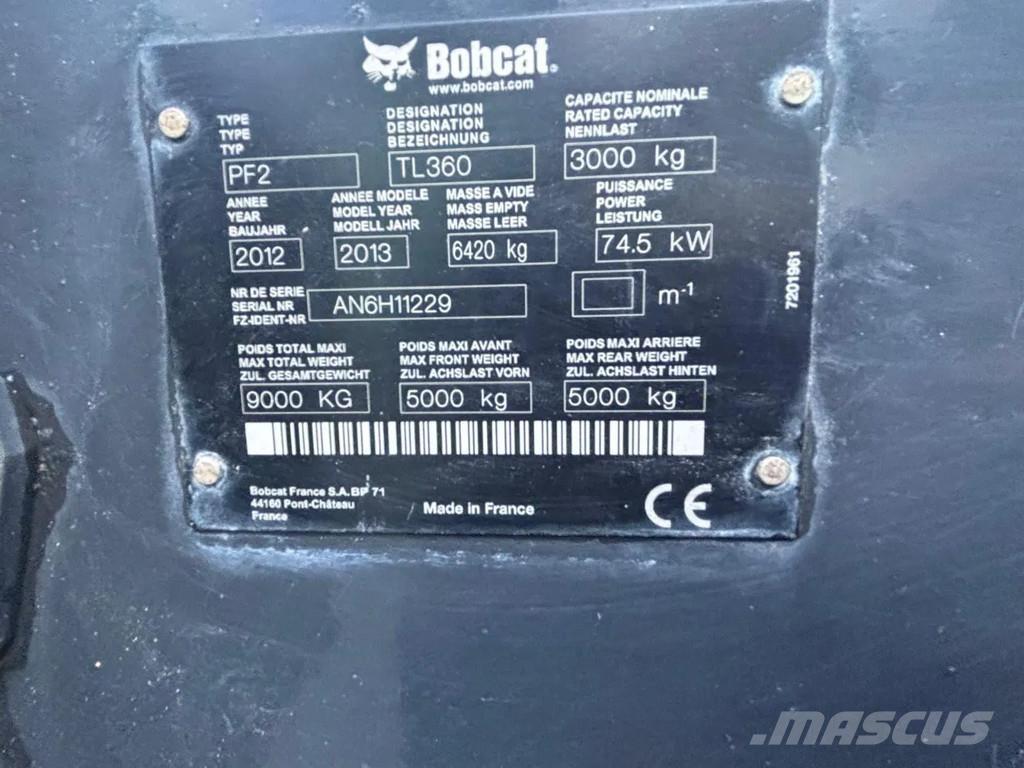 Bobcat.
www.bobcat.com
TYPE
TYPE
TYP
PF2
DESIGNATION
DESIGNATION
BEZEICHNUNG
TL360
CAPACITE NOMINALE
RATED CAPACITY
NENNLAST
3000 kg
ANNEE
YEAR
BAUJAHR
2012
ANNEE MODELE
MODEL YEAR
MODELL JAHR
2013
MASSE A VIDE
MASS EMPTY
MASSE LEER
6420 kg
PUISSANCE
POWER
LEISTUNG
74.5 kW
NR DE SERIE
SERIAL NR
FZ-IDENT-NR
AN6H11229
m-1
7201961
POIDS TOTAL MAXI
MAX TOTAL WEIGHT
ZUL. GESAMTGEWICHT
9000 KG
POIDS MAXI AVANT
MAX FRONT WEIGHT
ZUL. ACHSLAST VORN
5000 kg
POIDS MAXI ARRIERE
MAX REAR WEIGHT
ZUL. ACHSLAST HINTEN
5000 kg
Bobcat France S.A. BP 71
44160 Pont-Château
France
Made in France
CE
MASCUS